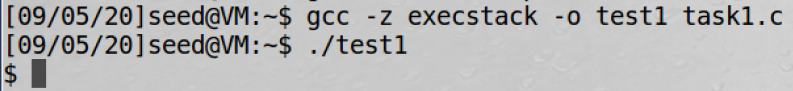 [09/05/20]seed@VM:~$ gcc -z execstack -o test1 task1.c
[09/05/20]seed@VM:~$ ./test1
$